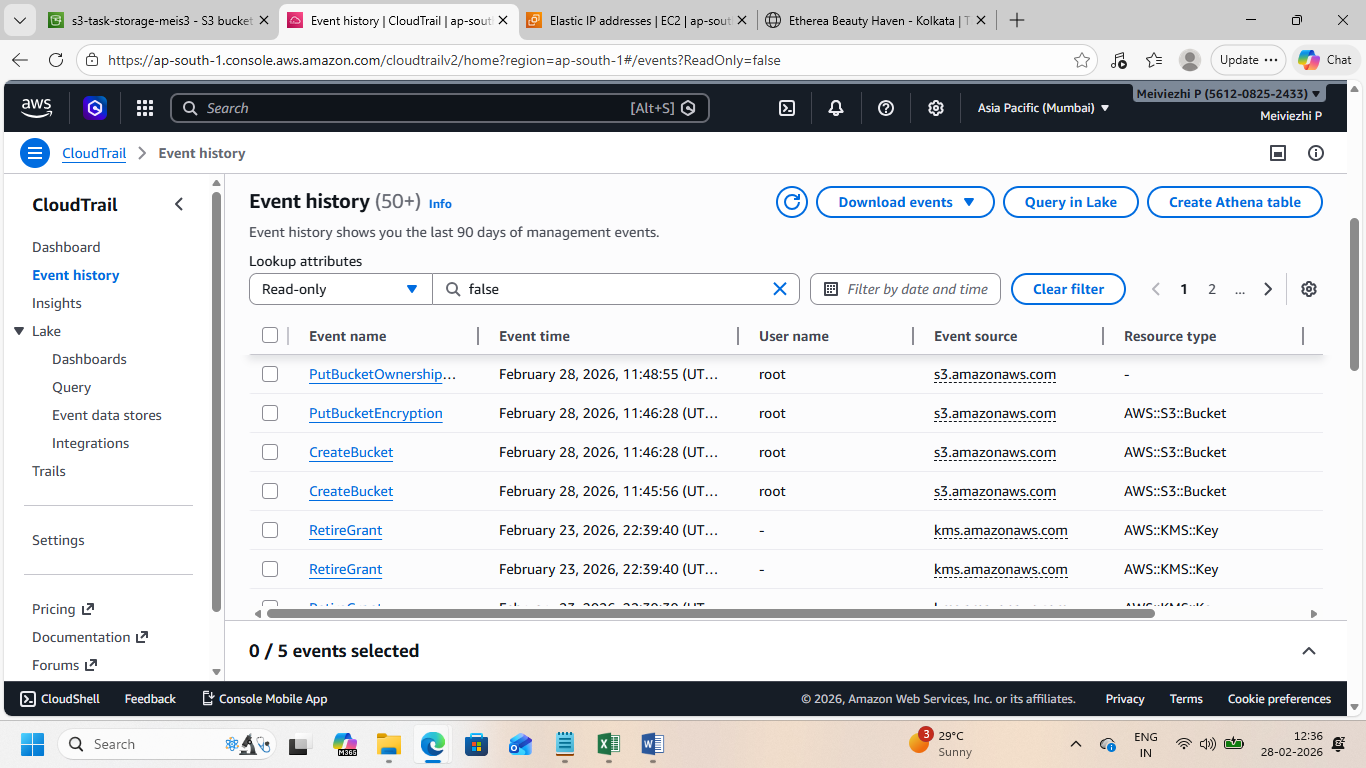 s3-task-storage-meis3 - S3 bucket
Event history | CloudTrail | ap-sout
Elastic IP addresses | EC2 | ap-sout
Etherea Beauty Haven - Kolkata | T
https://ap-south-1.console.aws.amazon.com/cloudtrailv2/home?region=ap-south-1#/events?ReadOnly=false
Update
Chat
aws
Search
[Alt+S]
Asia Pacific (Mumbai)
Meiviezhi P (5612-0825-2433)
Meiviezhi P
CloudTrail
Event history
CloudTrail
Dashboard
Event history
Insights
Lake
Dashboards
Query
Event data stores
Integrations
Trails
Settings
Pricing
Documentation
Forums
Event history (50+) Info
Download events
Query in Lake
Create Athena table
Event history shows you the last 90 days of management events.
Lookup attributes
Read-only
false
Filter by date and time
Clear filter
1 2 ...
Event name Event time User name Event source Resource type
PutBucketOwnership... February 28, 2026, 11:48:55 (UT... root s3.amazonaws.com -
PutBucketEncryption February 28, 2026, 11:46:28 (UT... root s3.amazonaws.com AWS::S3::Bucket
CreateBucket February 28, 2026, 11:46:28 (UT... root s3.amazonaws.com AWS::S3::Bucket
CreateBucket February 28, 2026, 11:45:56 (UT... root s3.amazonaws.com AWS::S3::Bucket
RetireGrant February 23, 2026, 22:39:40 (UT... - kms.amazonaws.com AWS::KMS::Key
RetireGrant February 23, 2026, 22:39:40 (UT... - kms.amazonaws.com AWS::KMS::Key
0 / 5 events selected
CloudShell
Feedback
Console Mobile App
© 2026, Amazon Web Services, Inc. or its affiliates.
Privacy
Terms
Cookie preferences
Search
M365
3
29°C
Sunny
ENG
IN
12:36
28-02-2026